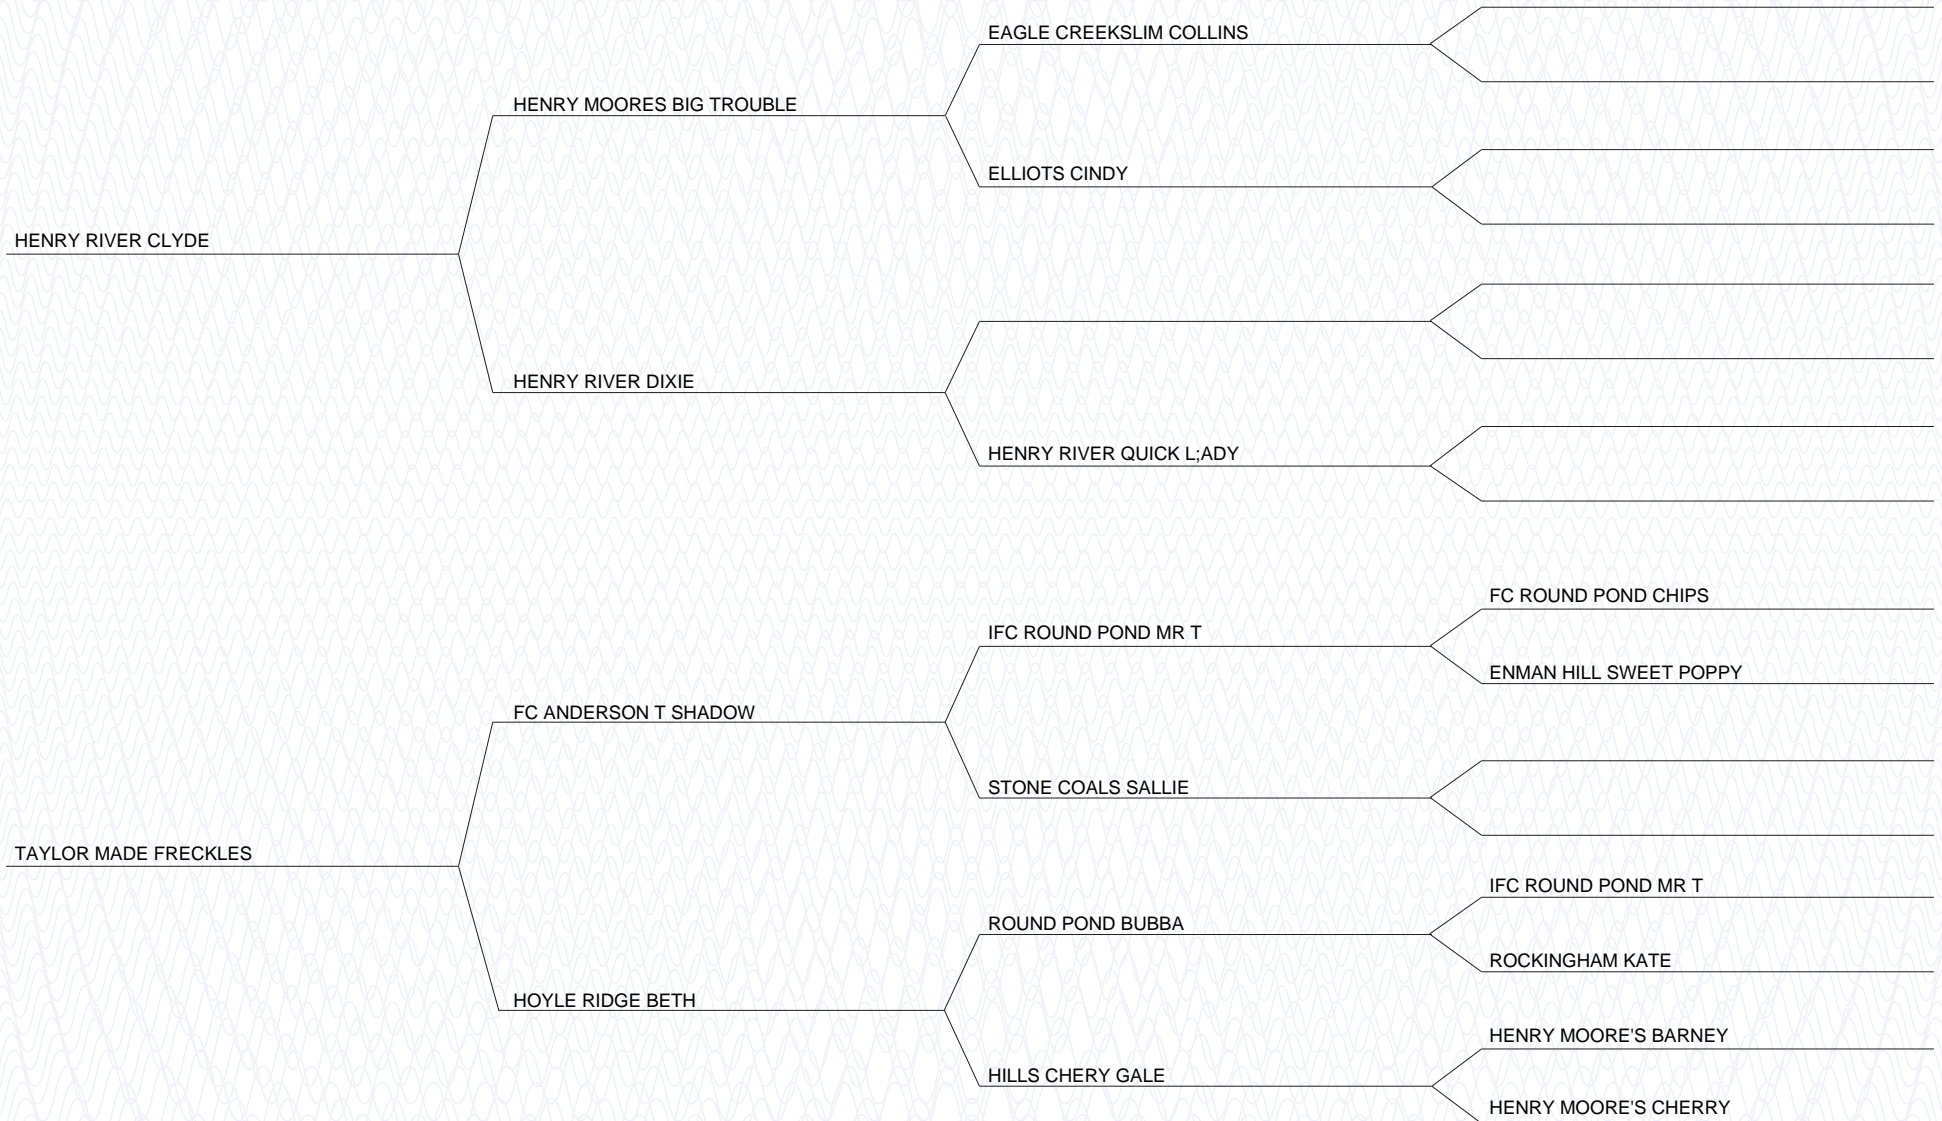 EAGLE CREEKSLIM COLLINS
HENRY MOORES BIG TROUBLE
ELLIOTS CINDY
HENRY RIVER CLYDE
HENRY RIVER DIXIE
HENRY RIVER QUICK L;ADY
FC ROUND POND CHIPS
IFC ROUND POND MR T
ENMAN HILL SWEET POPPY
FC ANDERSON T SHADOW
STONE COALS SALLIE
TAYLOR MADE FRECKLES
IFC ROUND POND MR T
ROUND POND BUBBA
ROCKINGHAM KATE
HOYLE RIDGE BETH
HENRY MOORE'S BARNEY
HILLS CHERY GALE
HENRY MOORE'S CHERRY